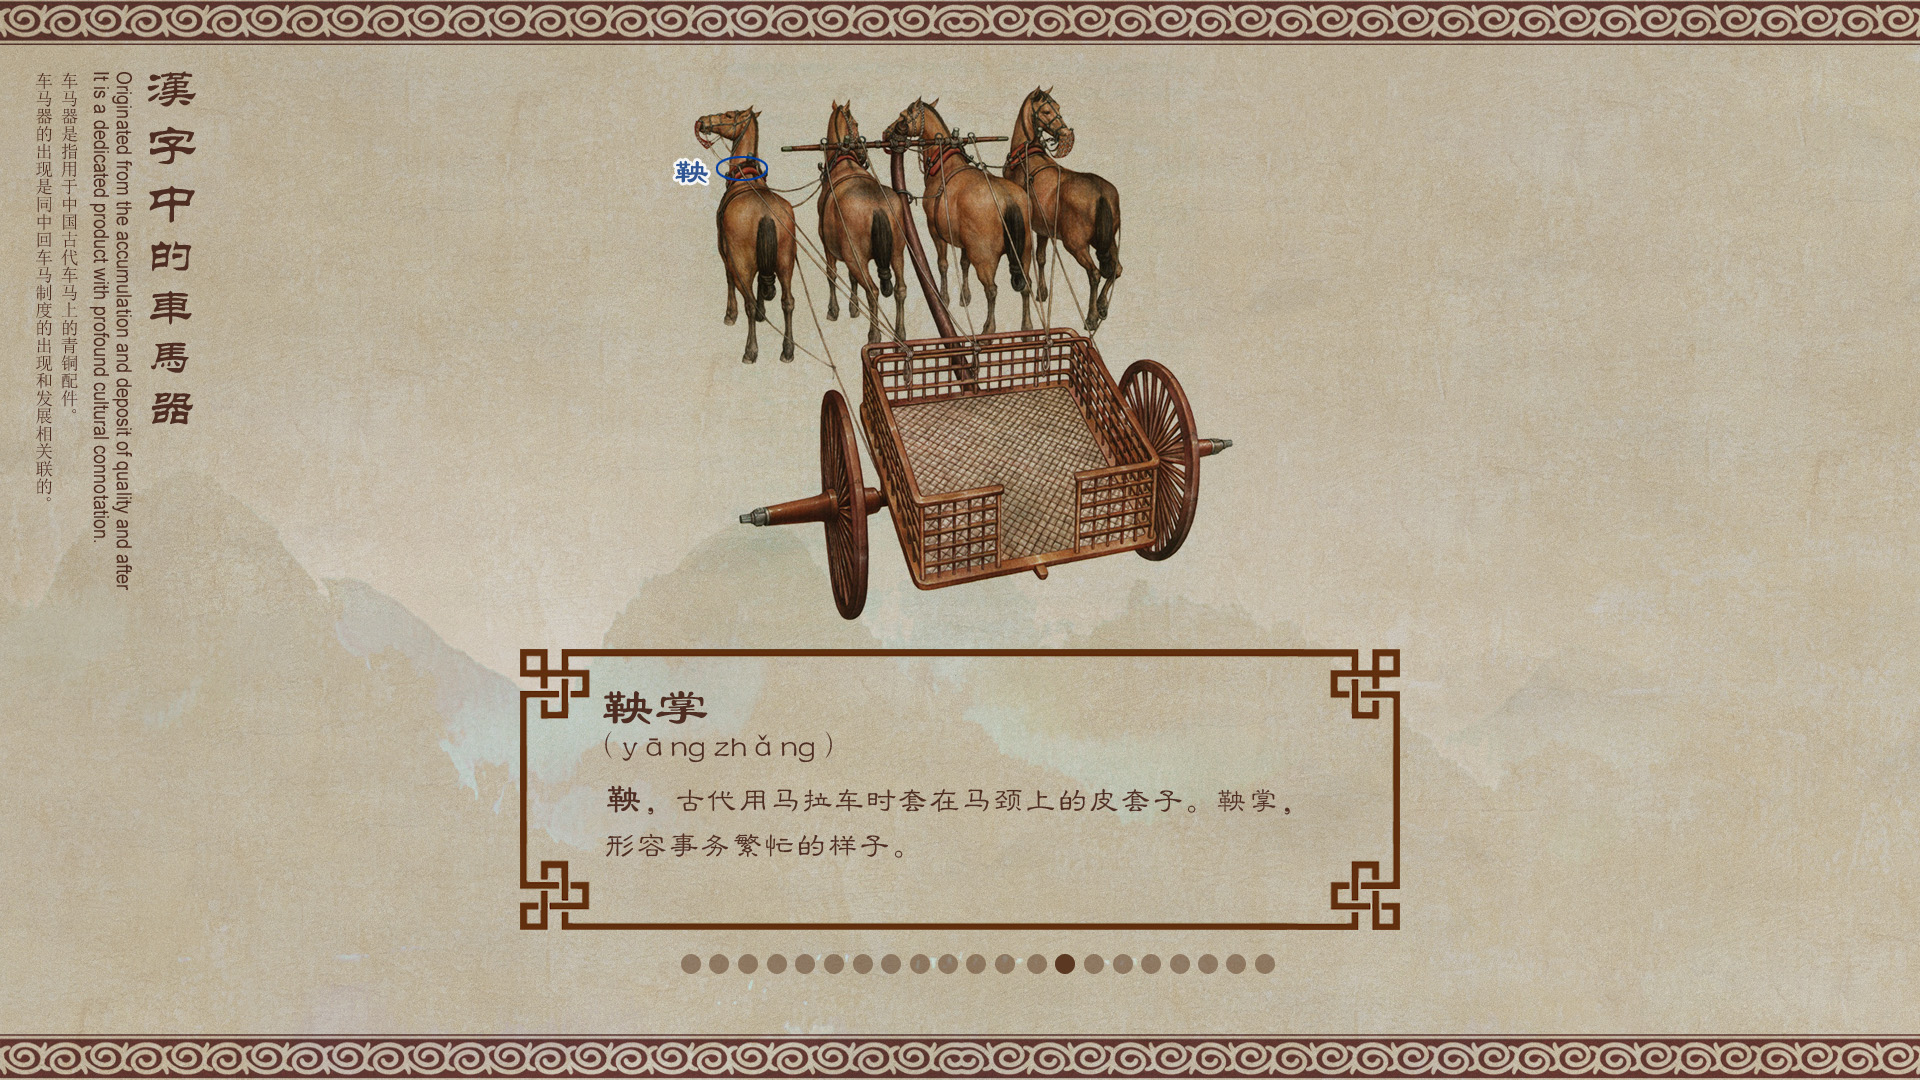 漢字中的車馬器
Originated from the accumulation and deposit of quality and after
It is a dedicated product with profound cultural connotation.
车马器是指用于中国古代车马上的青铜配件。
车马器的出现是同中回车马制度的出现和发展相关联的。
鞅
鞅掌
（yāng zhǎng）
鞅，古代用马拉车时套在马颈上的皮套子。鞅掌，
形容事务繁忙的样子。